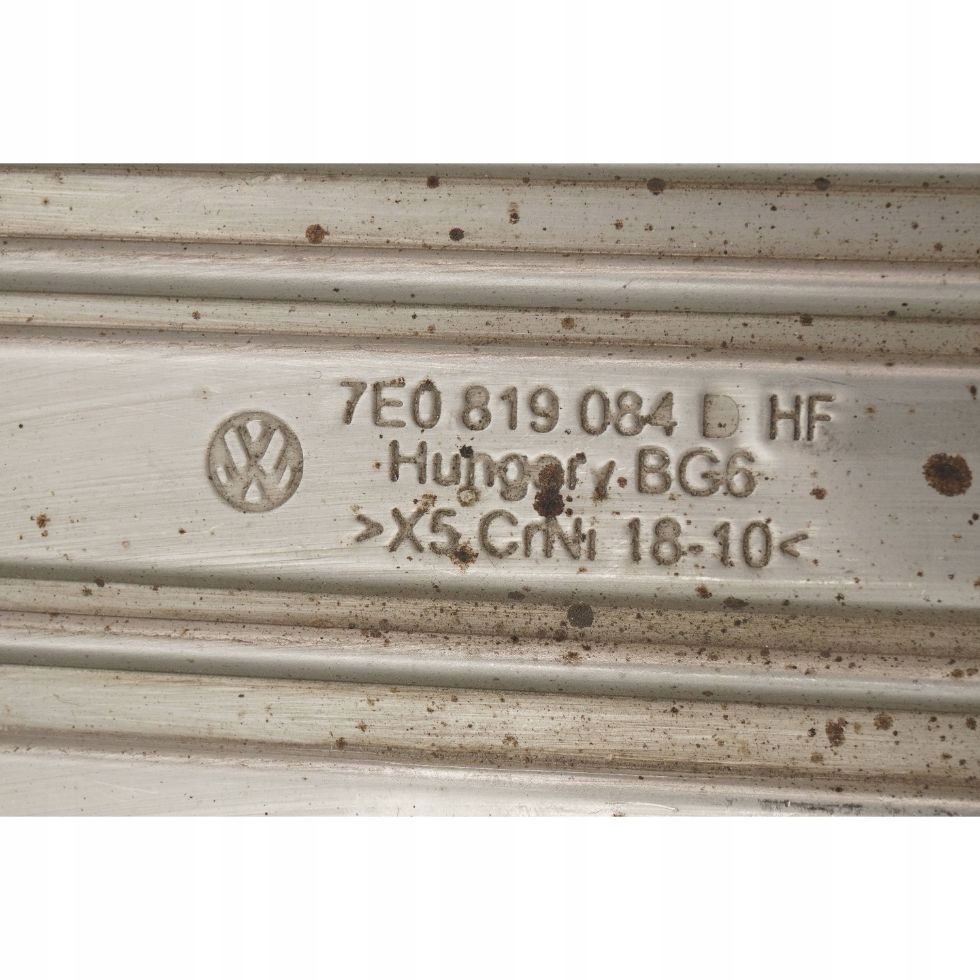 7E0 819 084 D HF
Hungary BG6
>X5 CrNi 18-10<